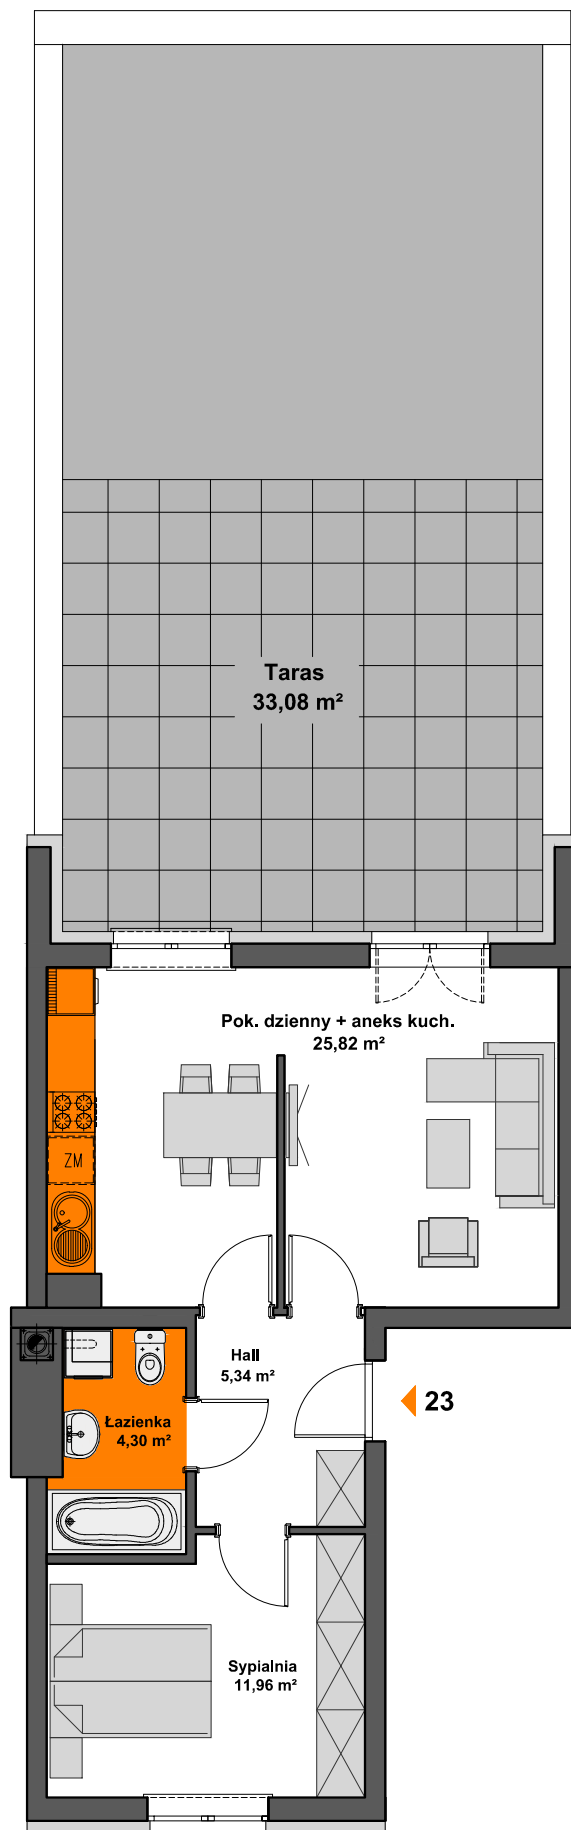 Taras
33,08 m²
Pok. dzienny + aneks kuch.
25,82 m²
ZM
Hall
5,34 m²
23
Łazienka
4,30 m²
Sypialnia
11,96 m²